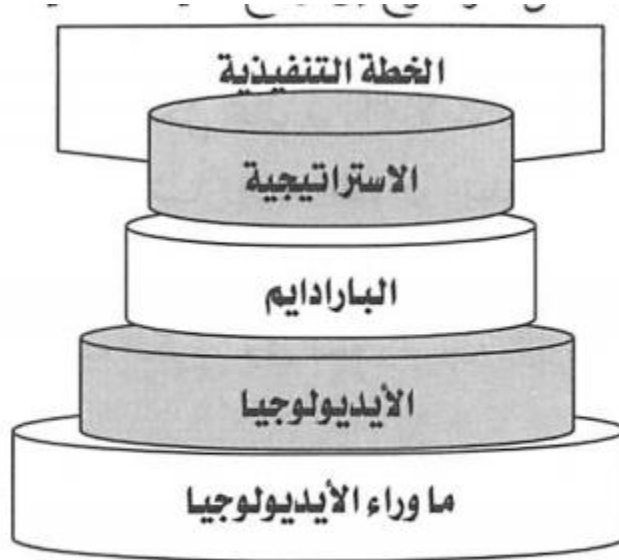 الخطة التنفيذية
الاستراتيجية
البارادايم
الأيديولوجيا
ما وراء الأيديولوجيا